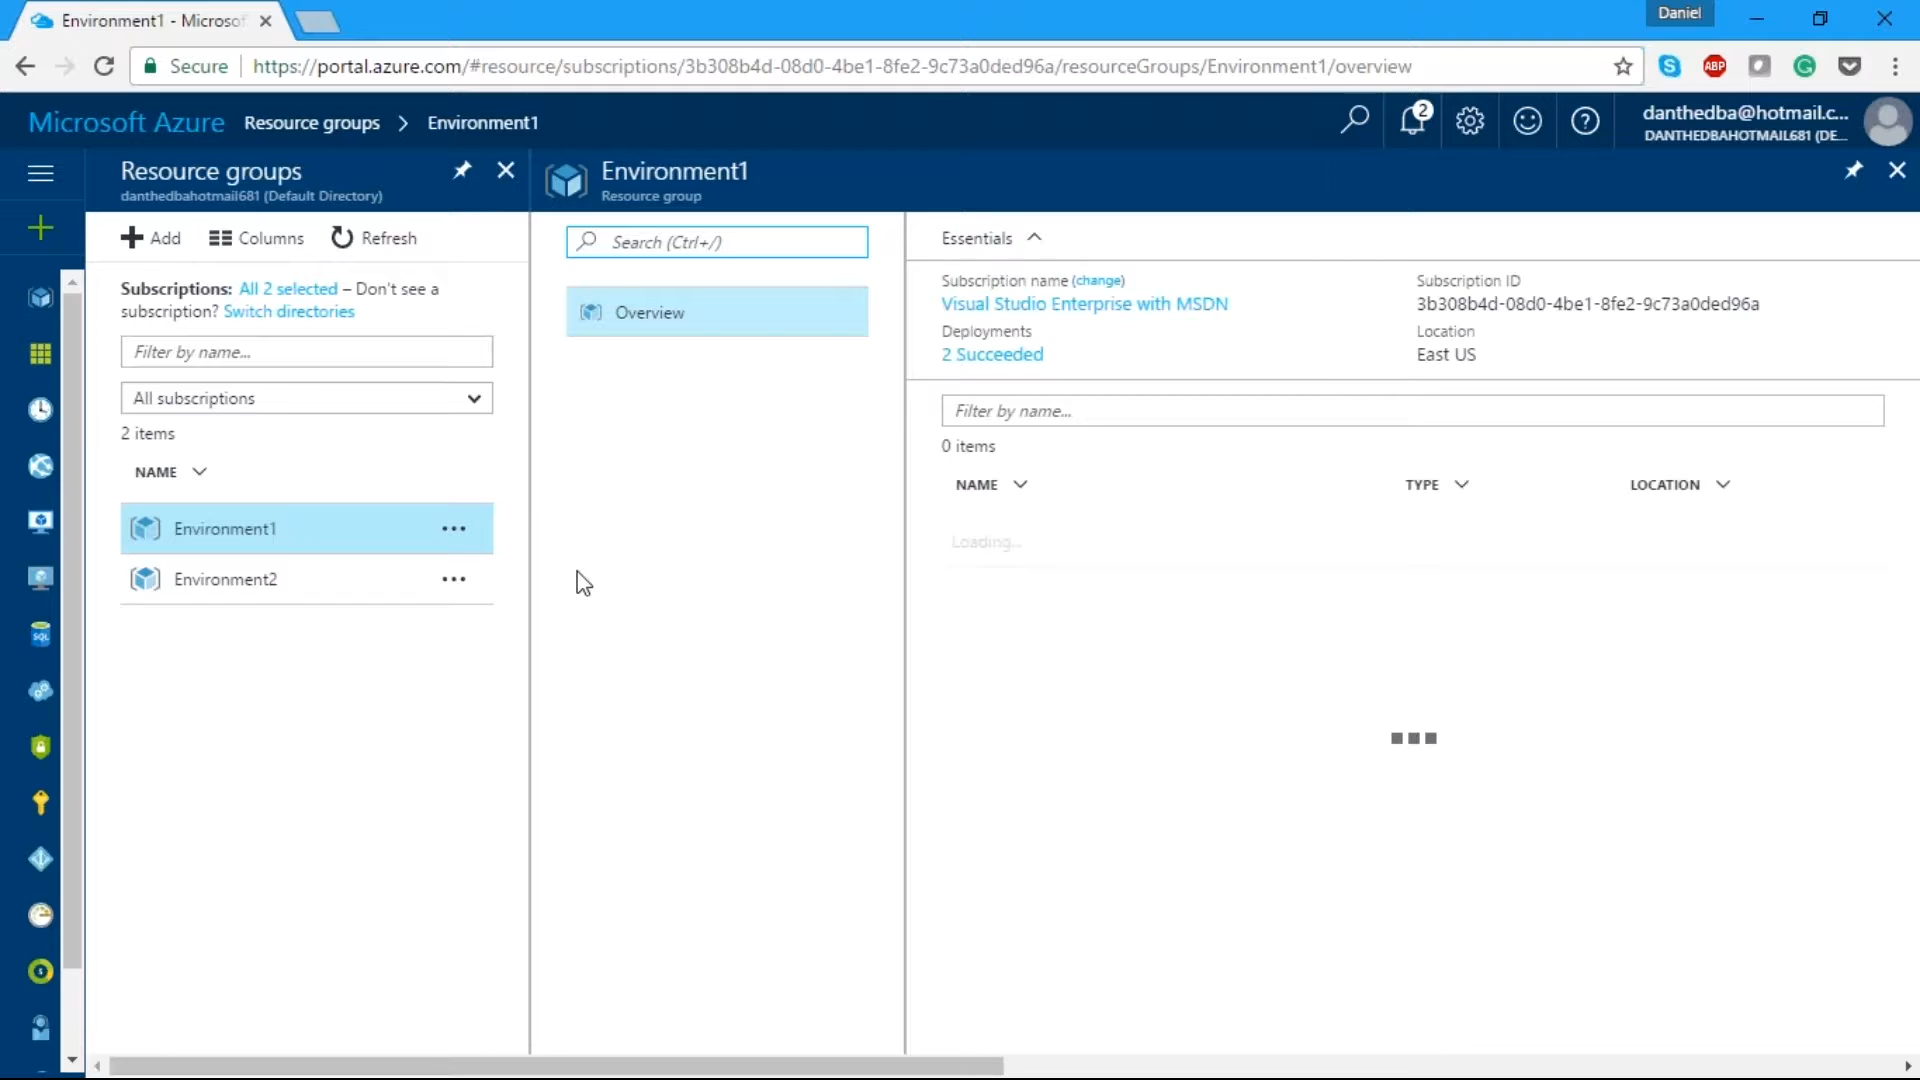 Environment1 - Microsof
Daniel
Secure
https://portal.azure.com/#resource/subscriptions/3b308b4d-08d0-4be1-8fe2-9c73a0ded96a/resourceGroups/Environment1/overview
ABP
Microsoft Azure
Resource groups > Environment1
2
danthedba@hotmail.c...
DANTHEDBAHOTMAIL681 (DE...
Resource groups
danthedbahotmail681 (Default Directory)
Environment1
Resource group
Add
Columns
Refresh
Subscriptions: All 2 selected – Don't see a
subscription? Switch directories
Filter by name...
All subscriptions
2 items
NAME
Environment1
Environment2
SQL
Search (Ctrl+/)
Overview
Essentials
Subscription name (change)
Visual Studio Enterprise with MSDN
Deployments
2 Succeeded
Subscription ID
3b308b4d-08d0-4be1-8fe2-9c73a0ded96a
Location
East US
Filter by name...
0 items
NAME
TYPE
LOCATION
Loading...